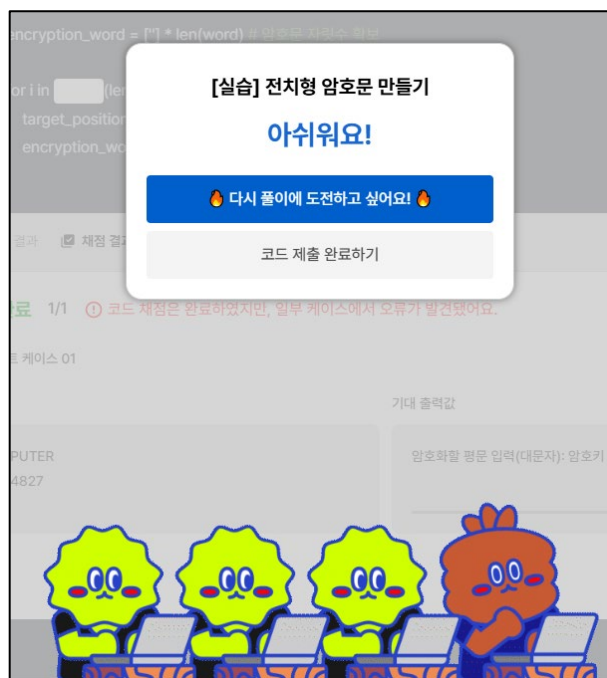 encryption_word = [''] * len(word) # 암호문 자릿수 확보
or i in (le
target_position
encryption_wo
[실습] 전치형 암호문 만들기
아쉬워요!
🔥 다시 풀이에 도전하고 싶어요! 🔥
코드 제출 완료하기
결과 채점 결과
료 1/1 코드 채점은 완료하였지만, 일부 케이스에서 오류가 발견됐어요.
트 케이스 01
기대 출력값
PUTER
4827
암호화할 평문 입력(대문자): 암호키